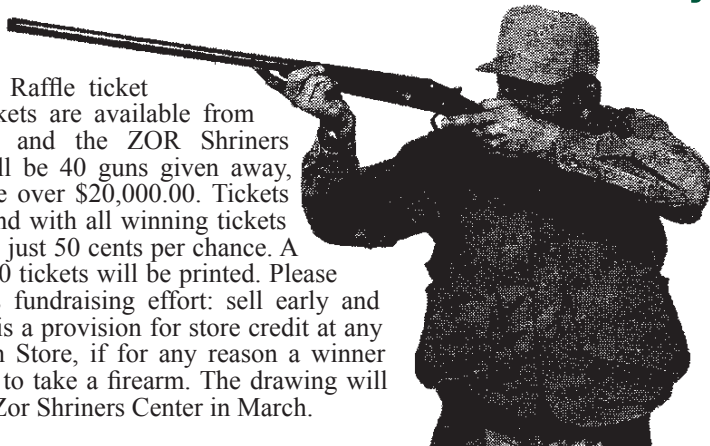 Raffle ticket
kets are available from
and the ZOR Shriners
ll be 40 guns given away,
e over $20,000.00. Tickets
nd with all winning tickets
just 50 cents per chance. A
0 tickets will be printed. Please
fundraising effort: sell early and
is a provision for store credit at any
n Store, if for any reason a winner
to take a firearm. The drawing will
Zor Shriners Center in March.